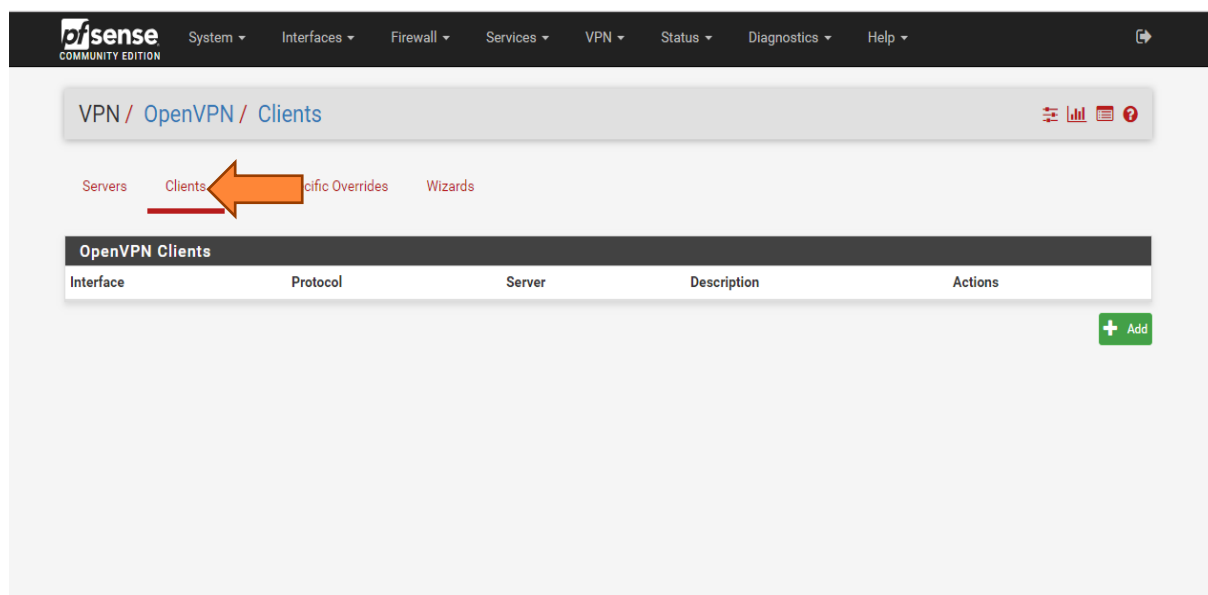 pfsense System Interfaces Firewall Services VPN Status Diagnostics Help
COMMUNITY EDITION
VPN / OpenVPN / Clients
Servers Clients Overrides Wizards
OpenVPN Clients
Interface Protocol Server Description Actions
+ Add